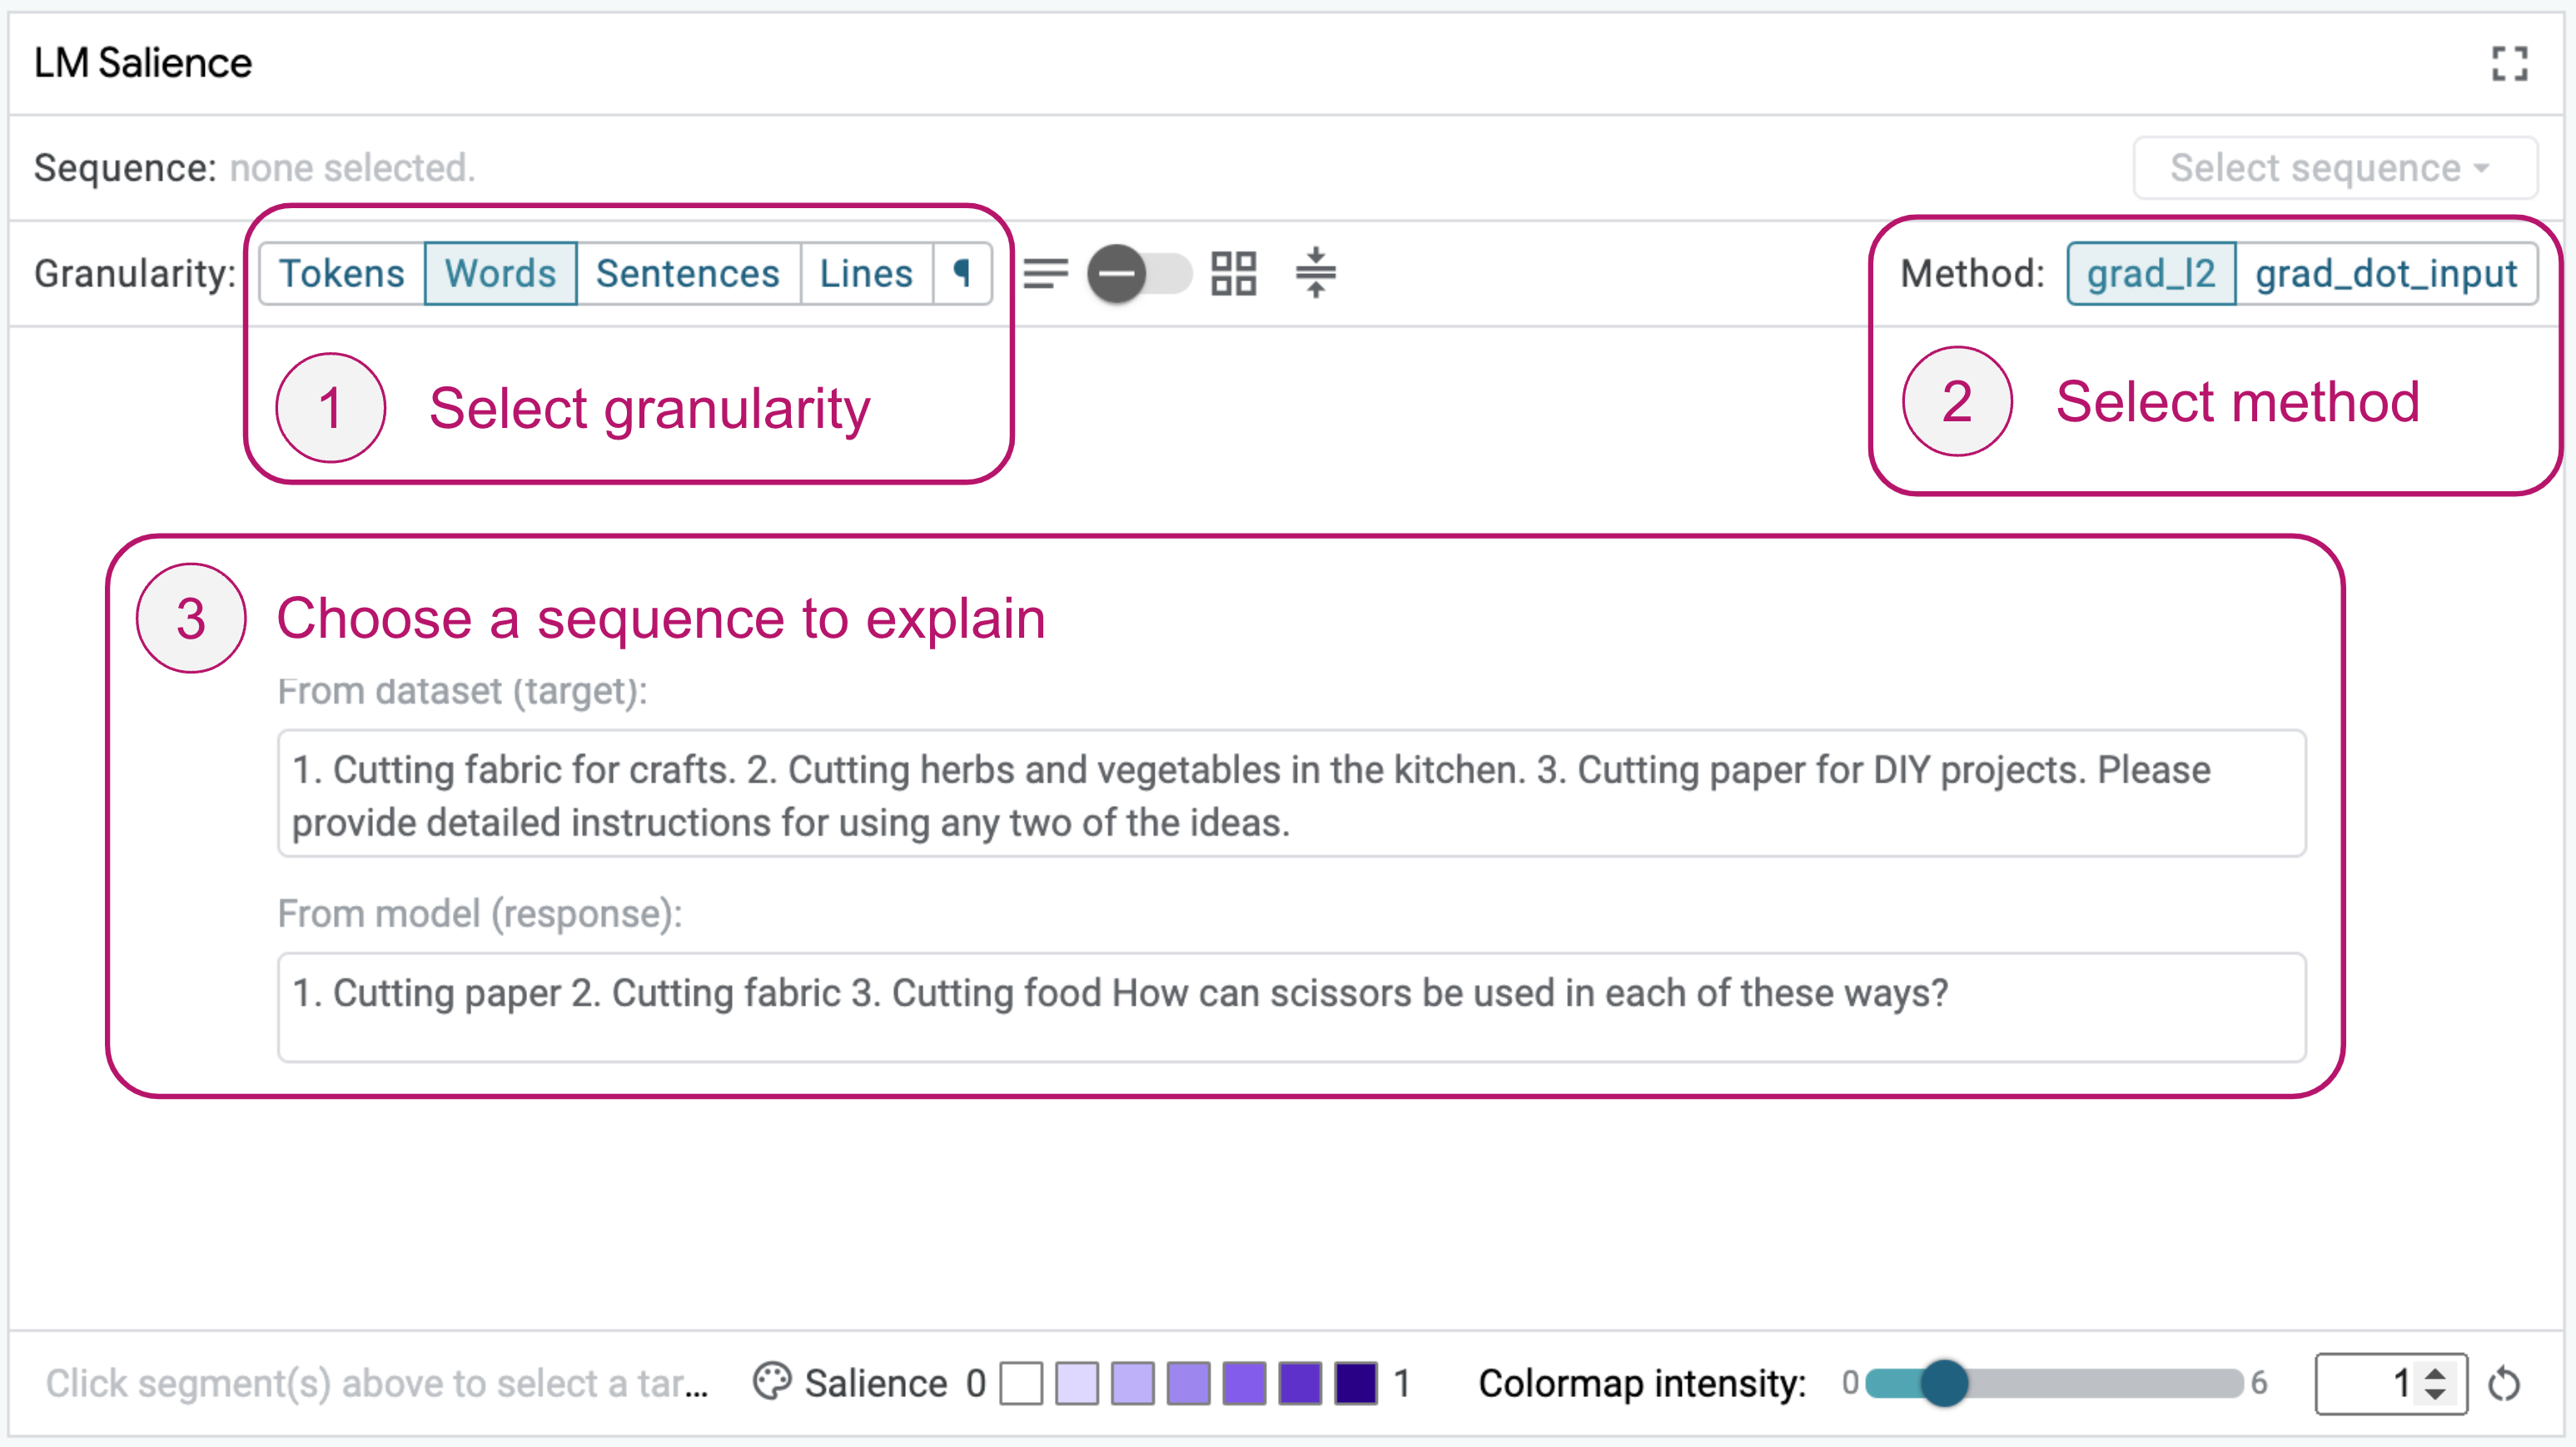 LM Salience
Sequence: none selected.
Select sequence
Granularity: Tokens Words Sentences Lines ¶
Method: grad_l2 grad_dot_input
1 Select granularity
2 Select method
3 Choose a sequence to explain
From dataset (target):
1. Cutting fabric for crafts. 2. Cutting herbs and vegetables in the kitchen. 3. Cutting paper for DIY projects. Please
provide detailed instructions for using any two of the ideas.
From model (response):
1. Cutting paper 2. Cutting fabric 3. Cutting food How can scissors be used in each of these ways?
Click segment(s) above to select a tar... Salience 0 1 Colormap intensity: 0 6 1